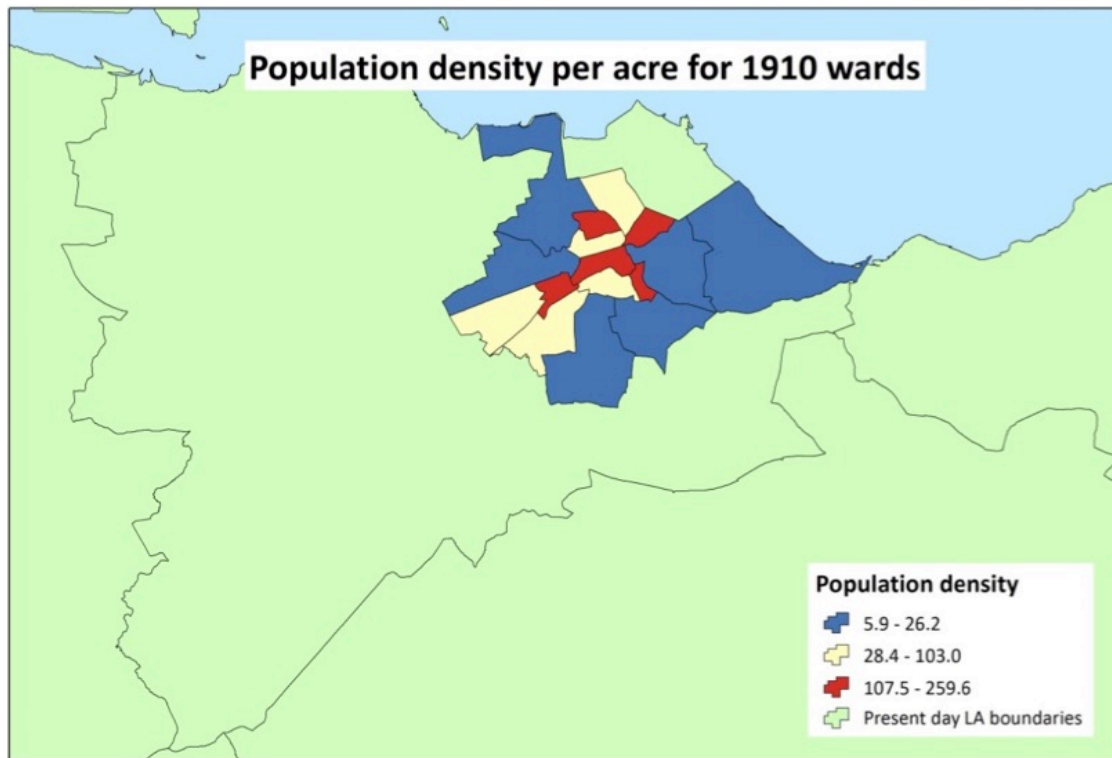 Population density per acre for 1910 wards
Population density
5.9 - 26.2
28.4 - 103.0
107.5 - 259.6
Present day LA boundaries